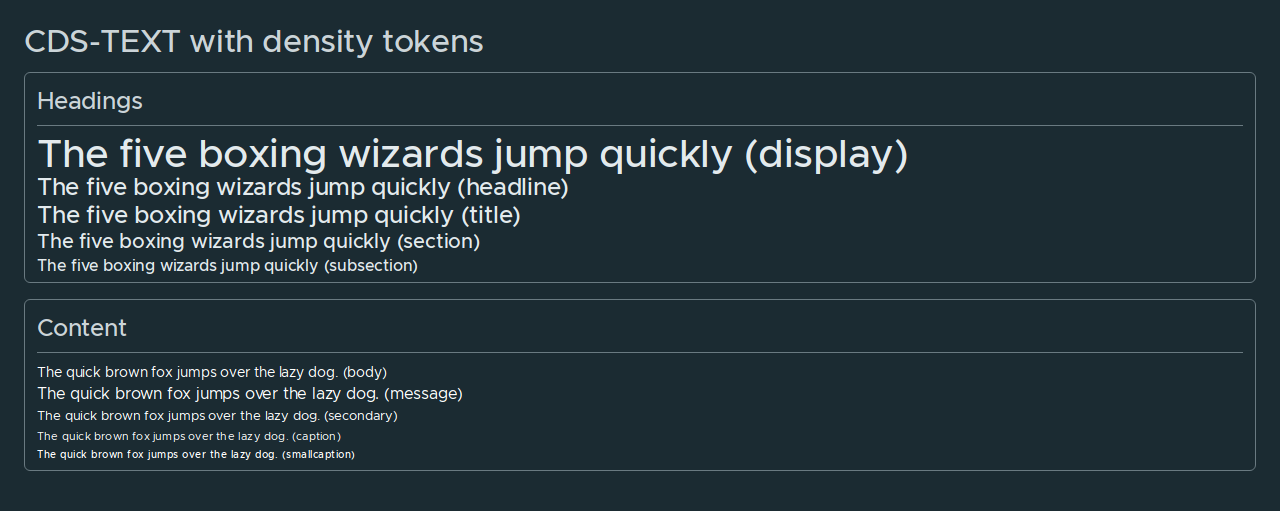 CDS-TEXT with density tokens
Headings
The five boxing wizards jump quickly (display)
The five boxing wizards jump quickly (headline)
The five boxing wizards jump quickly (title)
The five boxing wizards jump quickly (section)
The five boxing wizards jump quickly (subsection)
Content
The quick brown fox jumps over the lazy dog. (body)
The quick brown fox jumps over the lazy dog. (message)
The quick brown fox jumps over the lazy dog. (secondary)
The quick brown fox jumps over the lazy dog. (caption)
The quick brown fox jumps over the lazy dog. (smallcaption)